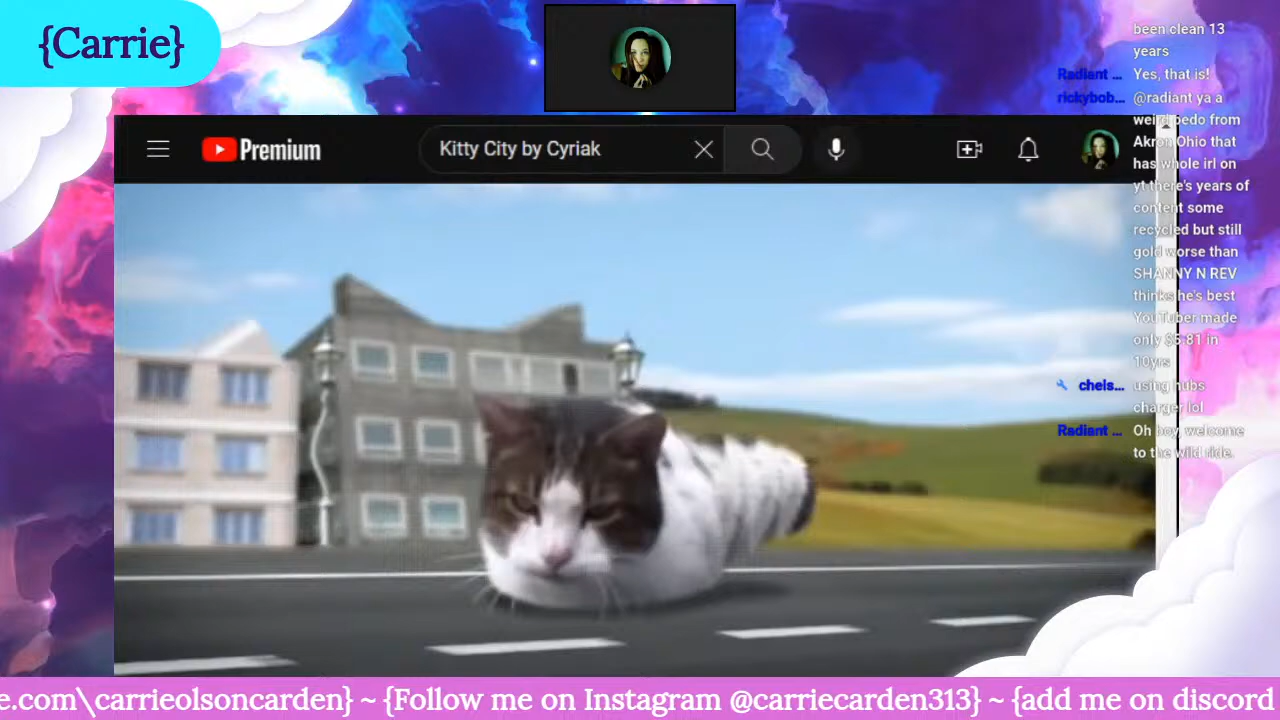 {Carrie}
Premium
Kitty City by Cyriak
been clean 13
years
Radiant ... Yes, that is!
rickybob... @radiant ya a
weird pedo from
Akron Ohio that
has whole irl on
yt there's years of
content some
recycled but still
gold worse than
SHANNY N REV
thinks he's best
YouTuber made
only $5.81 in
10yrs
chels... using hubs
charger lol
Radiant ... Oh boy, welcome
to the wild ride.
e.com\carrieolsoncarden} ~ {Follow me on Instagram @carriecarden313} ~ {add me on discord